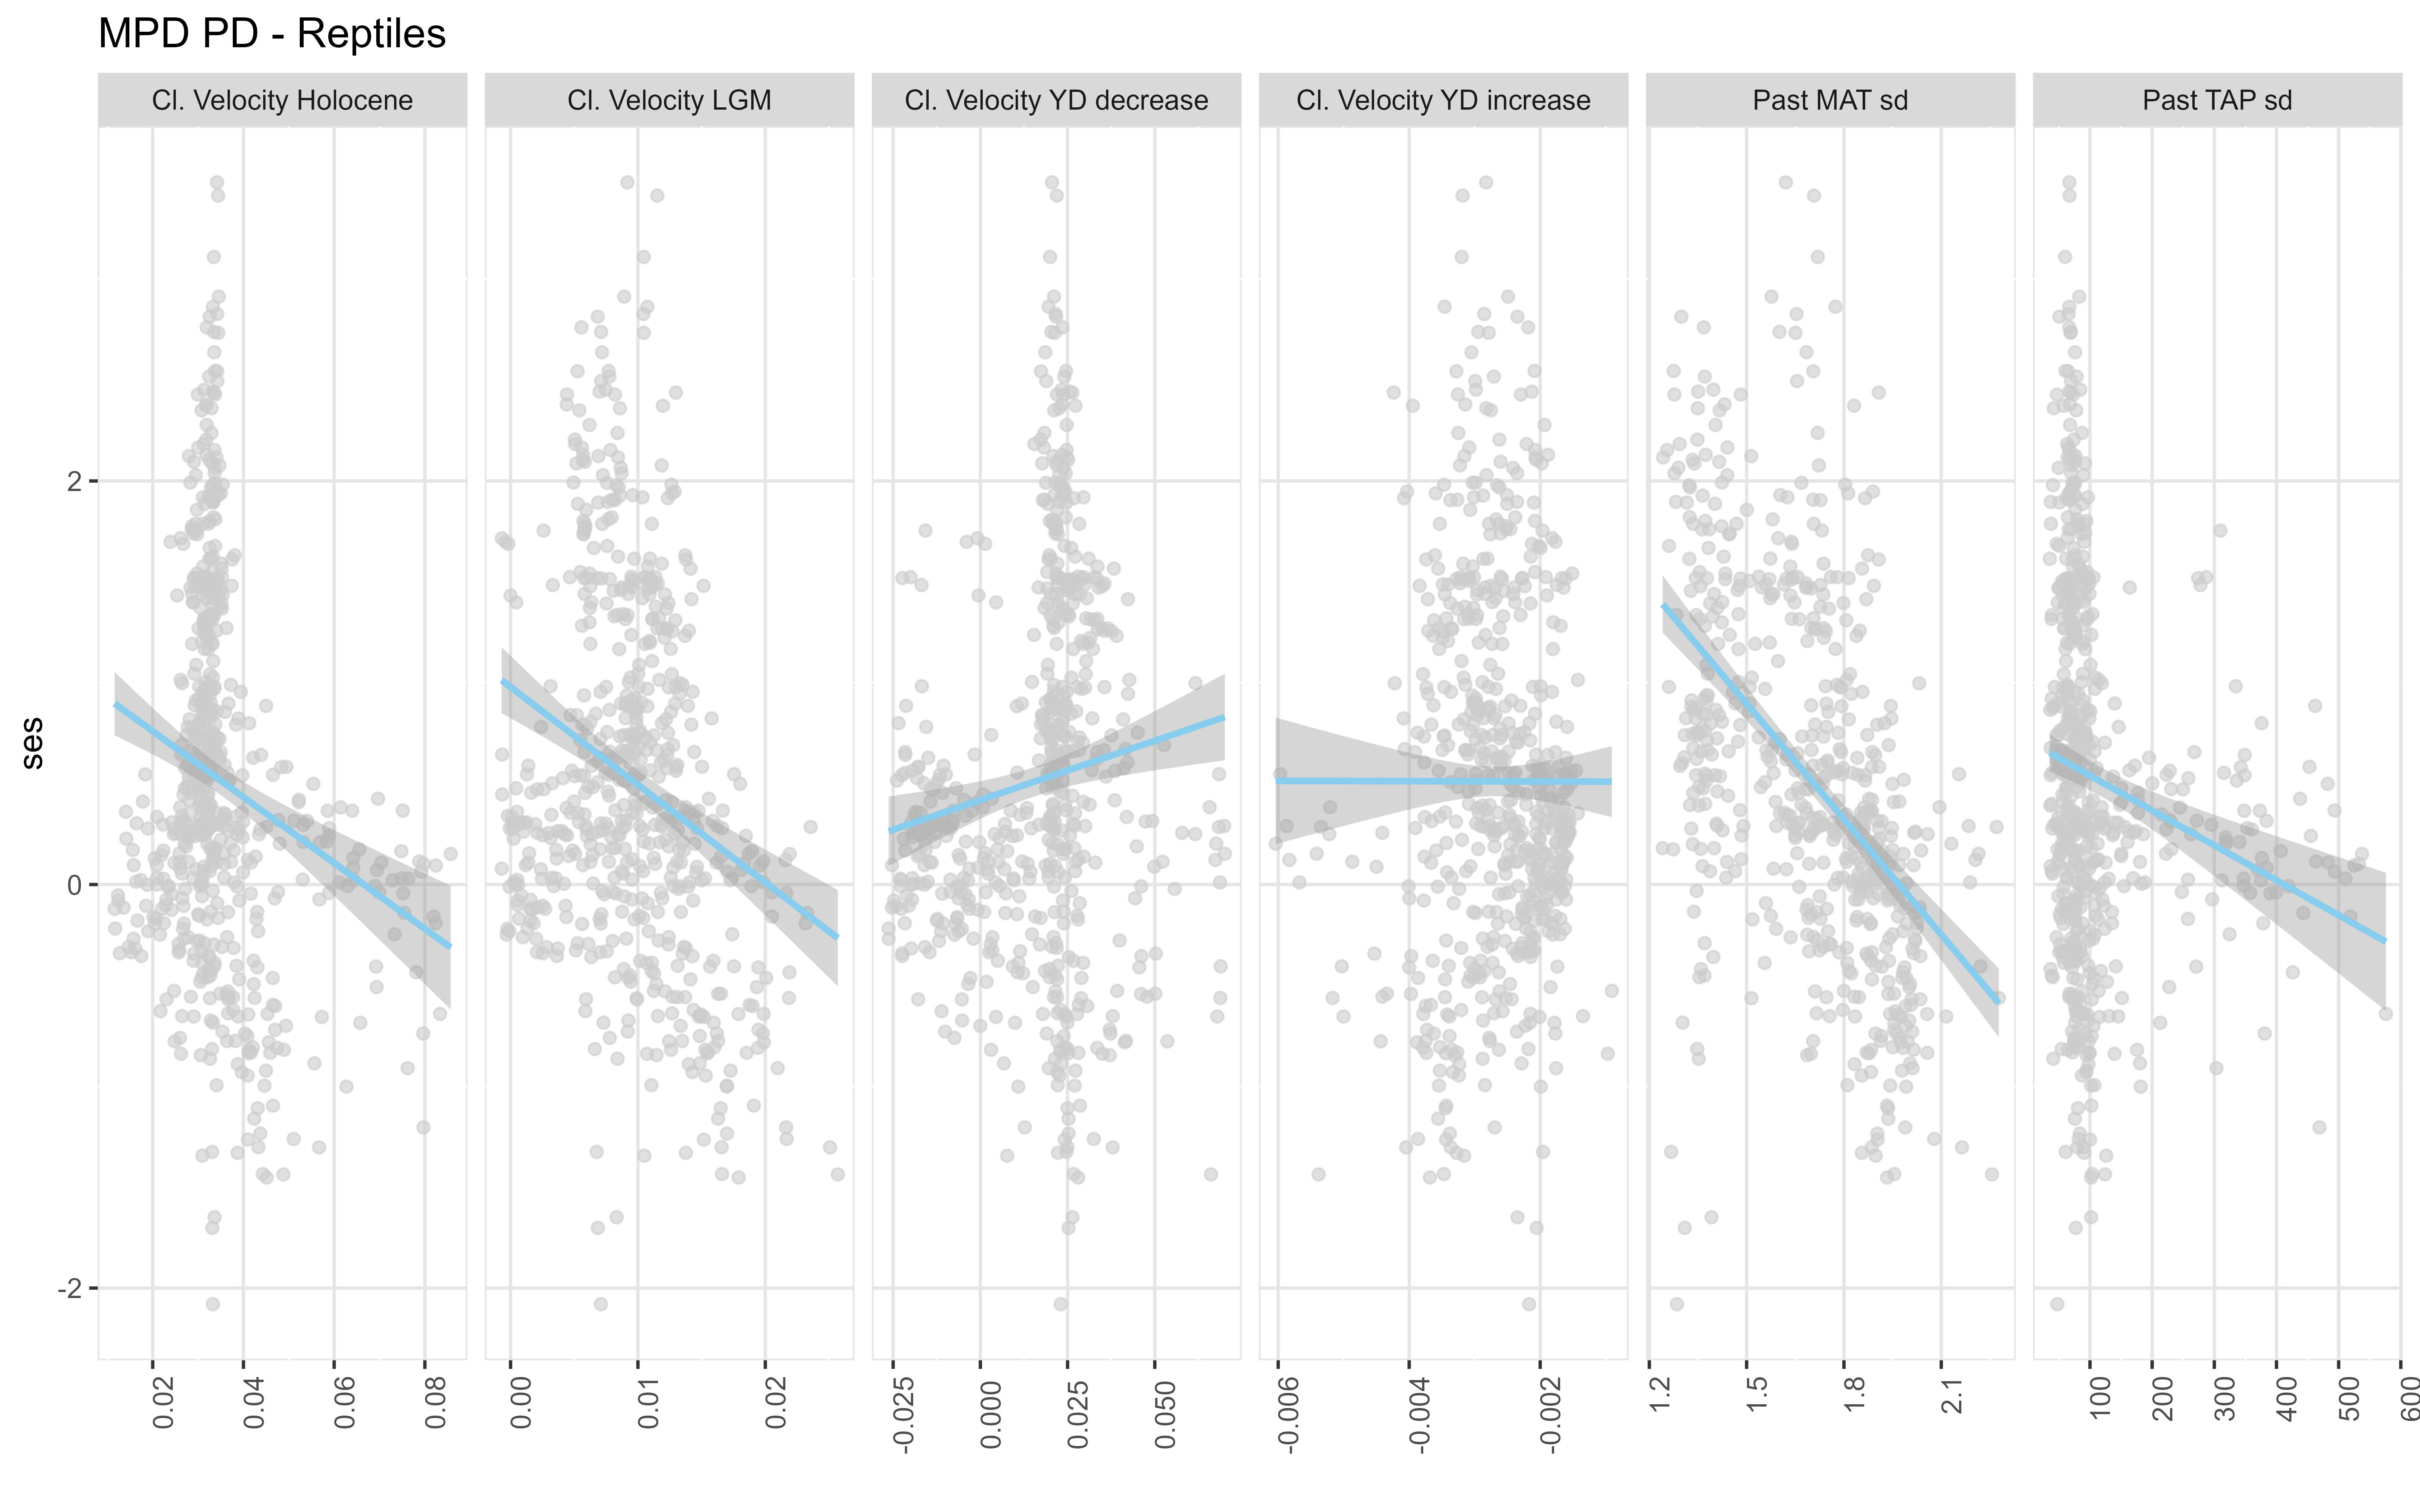 MPD PD - Reptiles
Cl. Velocity Holocene
Cl. Velocity LGM
Cl. Velocity YD decrease
Cl. Velocity YD increase
Past MAT sd
Past TAP sd
ses
2
0
-2
0.02 0.04 0.06 0.08
0.00 0.01 0.02
-0.025 0.000 0.025 0.050
-0.006 -0.004 -0.002
1.2 1.5 1.8 2.1
100 200 300 400 500 600